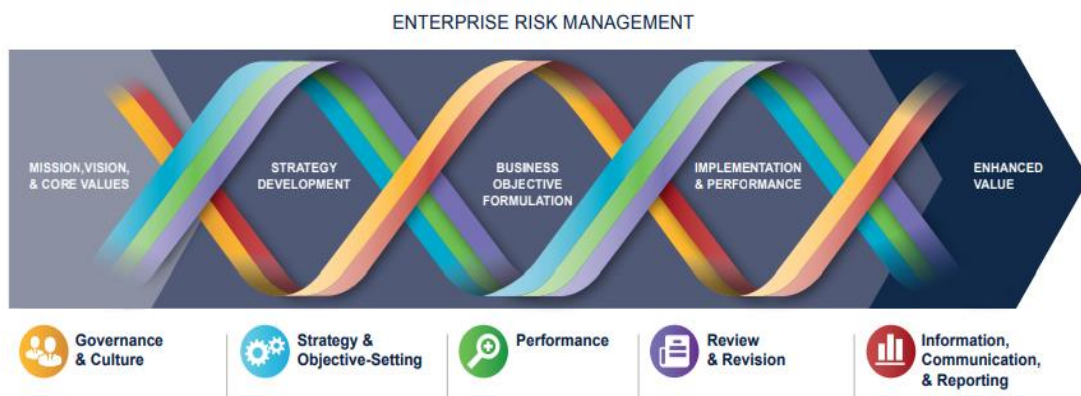 ENTERPRISE RISK MANAGEMENT
MISSION,VISION,
& CORE VALUES
STRATEGY
DEVELOPMENT
BUSINESS
OBJECTIVE
FORMULATION
IMPLEMENTATION
& PERFORMANCE
ENHANCED
VALUE
Governance
& Culture
Strategy &
Objective-Setting
Performance
Review
& Revision
Information,
Communication,
& Reporting